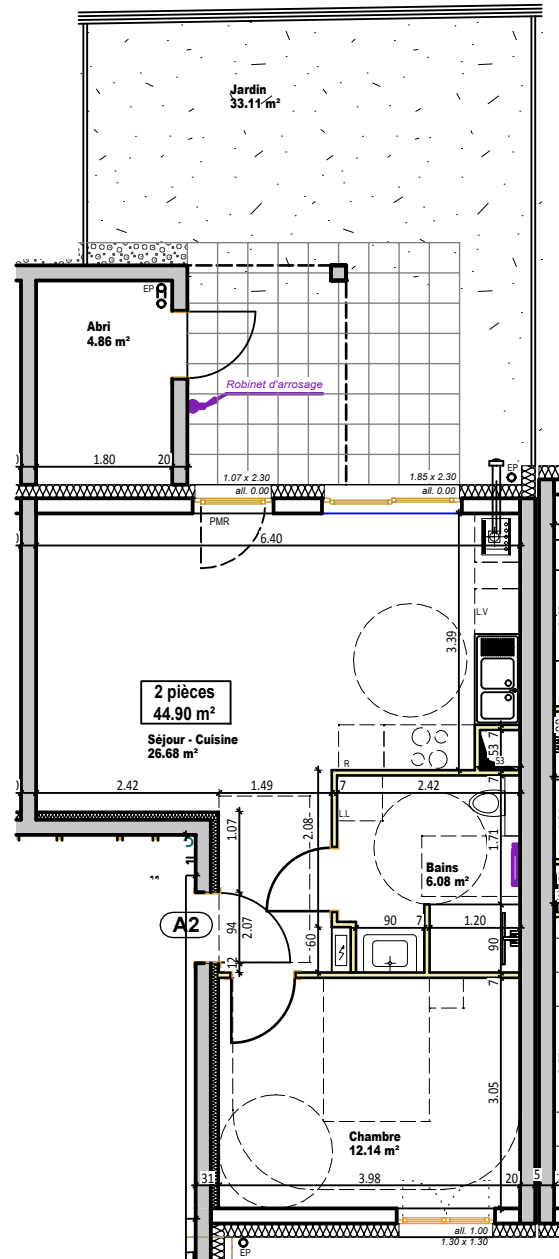 Jardin
33.11 m²
EP
Abri
4.86 m²
Robinet d'arrosage
1.80
20
1.07 x 2.30
all. 0.00
1.85 x 2.30
all. 0.00
EP
PMR
6.40
L.V
3.39
2 pièces
44.90 m²
Séjour - Cuisine
26.68 m²
R
7
53
53
7
2.42
1.49
7
2.42
L.L
1.07
2.08
1.71
Bains
6.08 m²
A2
94
2.07
60
90
7
1.20
90
12
7
3.05
Chambre
12.14 m²
31
3.98
20
5
all. 1.00
1.30 x 1.30
EP